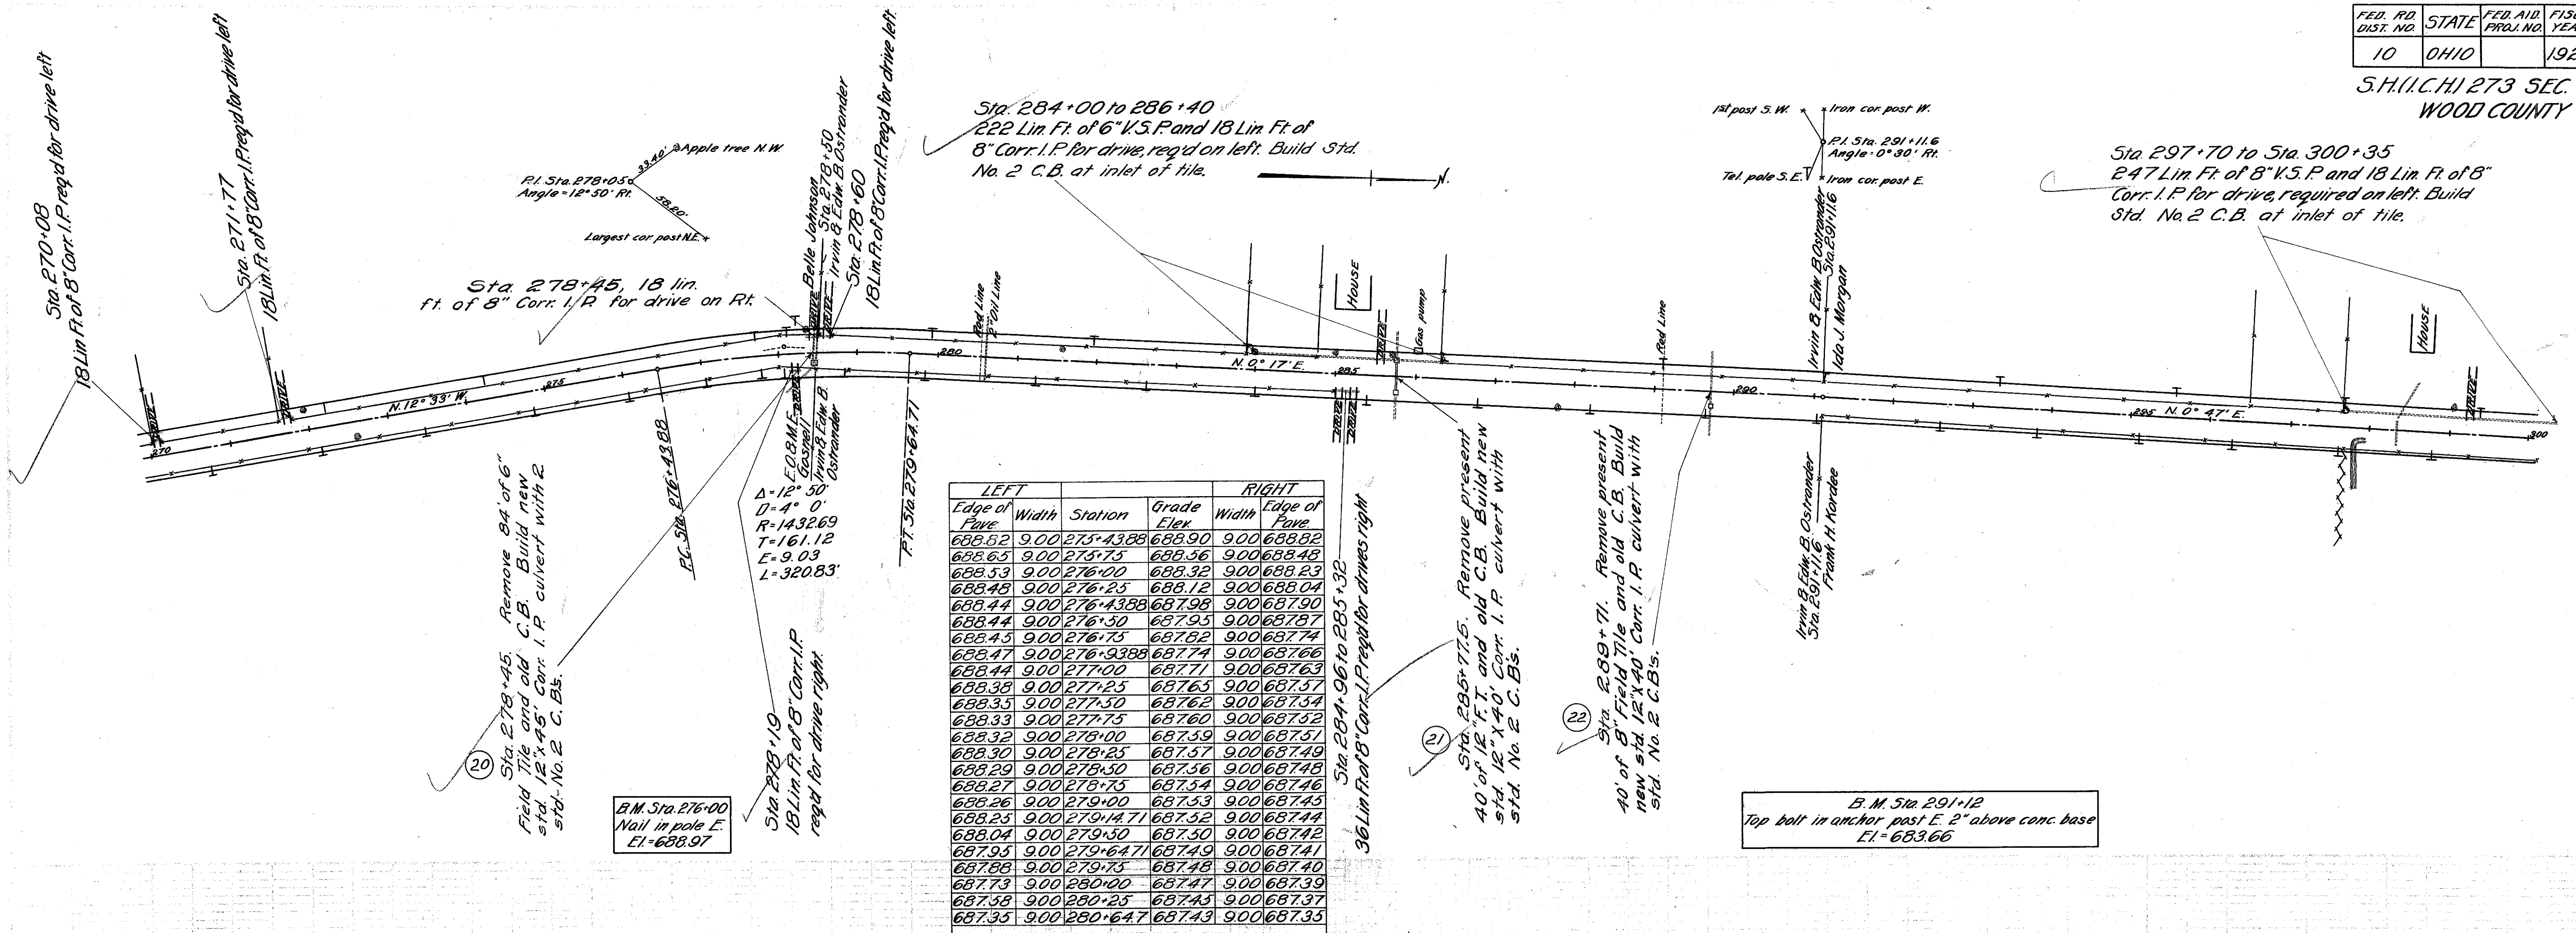 FED. RD. DIST. NO. STATE FED. AID. PROJ. NO.
10 OHIO 192
S.H.(I.C.H.) 273 SEC.
WOOD COUNTY
Sta. 270+08
18 Lin. Ft. of 8" Corr. I.P. req'd for drive left
Sta. 271+77
18 Lin. Ft. of 8" Corr. I.P. req'd for drive left
P.I. Sta. 278+05
Angle = 12° 50' Rt.
33.40'
Apple tree N.W.
58.20'
Largest cor. post N.E.
Sta. 278+45, 18 lin.
ft. of 8" Corr. I.P. for drive on Rt.
Belle Johnson
Sta. 278+50
Irvin & Edw. B. Ostrander
Sta. 278+60
18 Lin. Ft. of 8" Corr. I.P. req'd for drive left
Sta. 284+00 to 286+40
222 Lin. Ft. of 6" V.S.P. and 18 Lin. Ft. of
8" Corr. I.P. for drive, req'd on left. Build Std.
No. 2 C.B. at inlet of tile.
N.
1st post S.W.
Iron cor. post W.
P.I. Sta. 291+11.6
Angle = 0° 30' Rt.
Tel. pole S.E.
Iron cor. post E.
Sta. 297+70 to Sta. 300+35
247 Lin. Ft. of 8" V.S.P. and 18 Lin. Ft. of 8"
Corr. I.P. for drive, required on left. Build
Std. No. 2 C.B. at inlet of tile.
Irvin & Edw. B. Ostrander
Sta. 291+11.6
Ida J. Morgan
DRIVE
DRIVE
DRIVE
DRIVE
DRIVE
DRIVE
DRIVE
DRIVE
DRIVE
Red Line
2" Oil Line
HOUSE
Gas pump
Red Line
HOUSE
270
N. 12° 33' W.
275
280
N. 0° 17' E.
285
290
295
N. 0° 47' E.
300
P.C. Sta. 276+43.88
E.O. & M.E.
Gosnell
Irvin & Edw. B.
Ostrander
Δ = 12° 50'
D = 4° 0'
R = 1432.69
T = 161.12
E = 9.03
L = 320.83'
P.T. Sta. 279+64.71
20
Sta. 278+45. Remove 84' of 6"
Field Tile and old C.B. Build new
std. 12"x45' Corr. I.P. culvert with 2
std. No. 2 C.B's.
B.M. Sta. 276+00
Nail in pole E.
El. = 688.97
Sta. 278+19
18 Lin. Ft. of 8" Corr. I.P.
req'd for drive right.
LEFT RIGHT
Edge of Pave. Width Station Grade Elev. Width Edge of Pave.
688.82 9.00 275+43.88 688.90 9.00 688.82
688.65 9.00 275+75 688.56 9.00 688.48
688.53 9.00 276+00 688.32 9.00 688.23
688.48 9.00 276+25 688.12 9.00 688.04
688.44 9.00 276+43.88 687.98 9.00 687.90
688.44 9.00 276+50 687.95 9.00 687.87
688.45 9.00 276+75 687.82 9.00 687.74
688.47 9.00 276+93.88 687.74 9.00 687.66
688.44 9.00 277+00 687.71 9.00 687.63
688.38 9.00 277+25 687.65 9.00 687.57
688.35 9.00 277+50 687.62 9.00 687.54
688.33 9.00 277+75 687.60 9.00 687.52
688.32 9.00 278+00 687.59 9.00 687.51
688.30 9.00 278+25 687.57 9.00 687.49
688.29 9.00 278+50 687.56 9.00 687.48
688.27 9.00 278+75 687.54 9.00 687.46
688.26 9.00 279+00 687.53 9.00 687.45
688.25 9.00 279+14.71 687.52 9.00 687.44
688.04 9.00 279+50 687.50 9.00 687.42
687.95 9.00 279+64.71 687.49 9.00 687.41
687.88 9.00 279+75 687.48 9.00 687.40
687.73 9.00 280+00 687.47 9.00 687.39
687.58 9.00 280+25 687.45 9.00 687.37
687.35 9.00 280+64.7 687.43 9.00 687.35
Sta. 284+96 to 285+32
36 Lin. Ft. of 8" Corr. I.P. req'd for drives right
21
Sta. 285+77.5. Remove present
40' of 12" F.T. and old C.B. Build new
std. 12"x40' Corr. I.P. culvert with
std. No. 2 C.B's.
22
Sta. 289+71. Remove present
40' of 8" Field Tile and old C.B. Build
new std. 12"x40' Corr. I.P. culvert with
std. No. 2 C.B's.
Irvin & Edw. B. Ostrander
Sta. 291+11.6
Frank H. Kordee
B.M. Sta. 291+12
Top bolt in anchor post E. 2" above conc. base
El. = 683.66